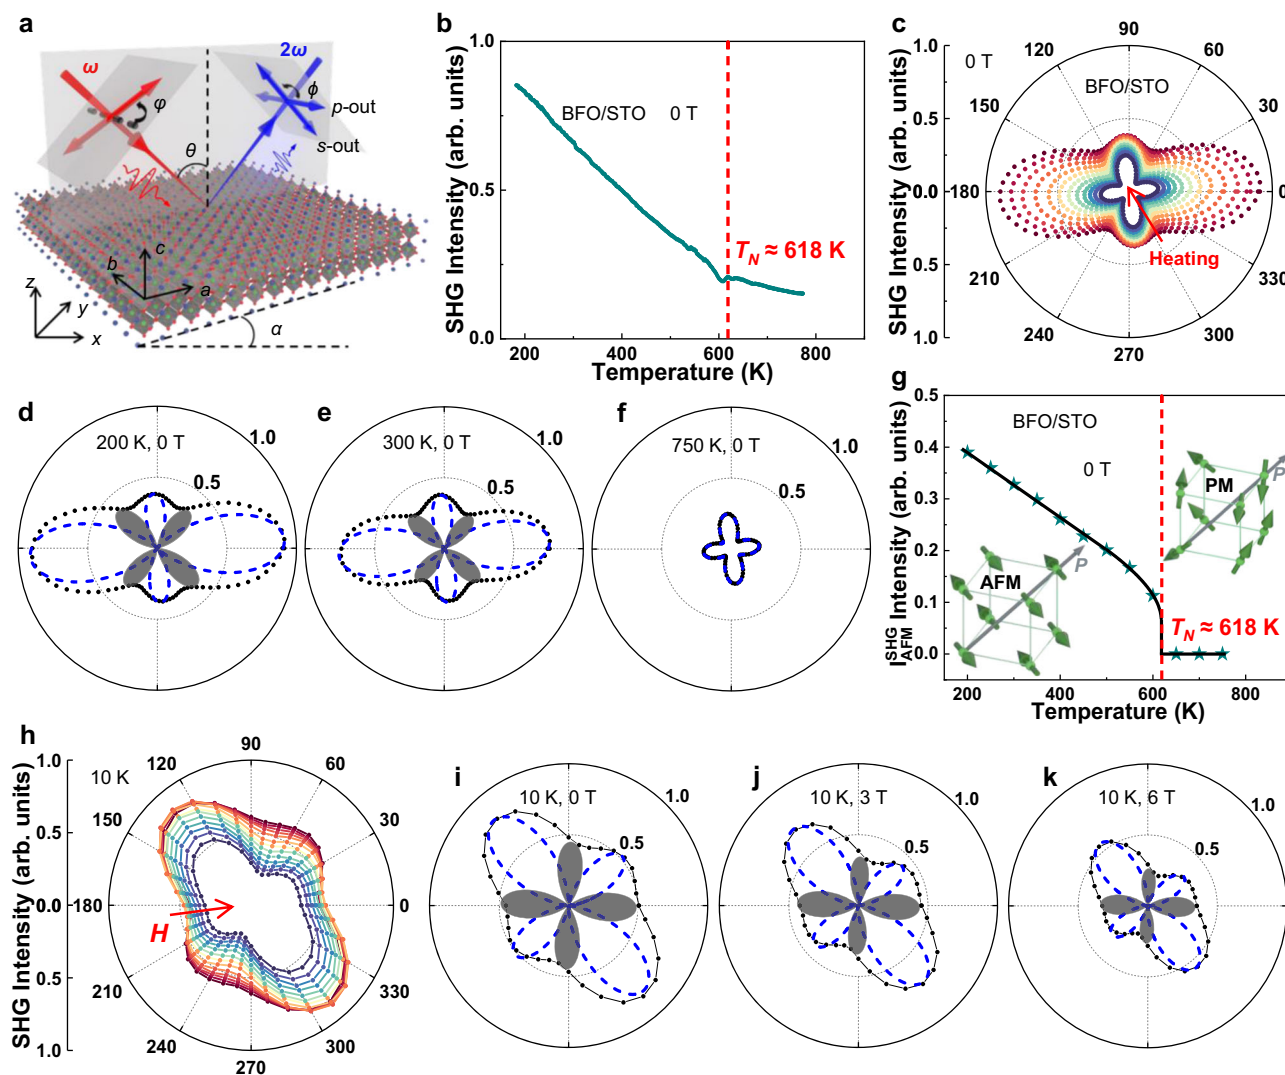 a
ω
2ω
φ
ϕ
p-out
s-out
θ
c
b
a
z
y
x
α
b
SHG Intensity (arb. units)
1.0
0.5
0.0
BFO/STO 0 T
T_N ≈ 618 K
200 400 600 800
Temperature (K)
c
SHG Intensity (arb. units)
1.0
0.5
0.0
0.5
1.0
0 T
BFO/STO
90
120 60
150 30
180 0
210 330
240 300
270
Heating
d
200 K, 0 T
1.0
0.5
e
300 K, 0 T
1.0
0.5
f
750 K, 0 T
0.5
g
I_AFM^SHG Intensity (arb. units)
0.5
0.4
0.3
0.2
0.1
0.0
BFO/STO
0 T
PM
P
AFM
P
T_N ≈ 618 K
200 400 600 800
Temperature (K)
h
SHG Intensity (arb. units)
1.0
0.5
0.0
0.5
1.0
10 K
90
120 60
150 30
180 0
210 330
240 300
270
H
i
10 K, 0 T
1.0
0.5
j
10 K, 3 T
1.0
0.5
k
10 K, 6 T
1.0
0.5